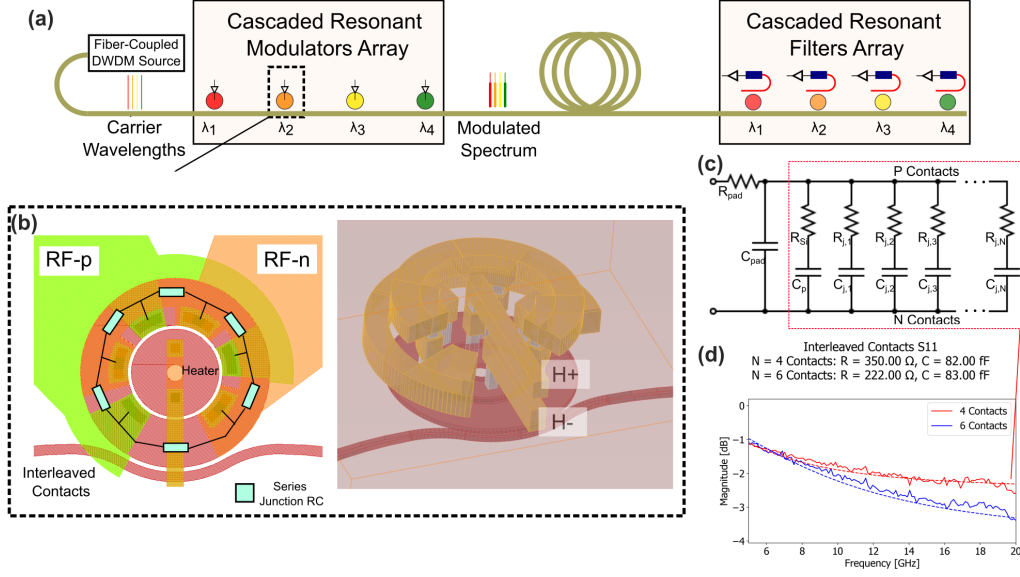 (a)
Fiber-Coupled
DWDM Source
Carrier
Wavelengths
Cascaded Resonant
Modulators Array
λ1
λ2
λ3
λ4
Modulated
Spectrum
Cascaded Resonant
Filters Array
λ1
λ2
λ3
λ4
(b)
RF-p
RF-n
Heater
Interleaved
Contacts
Series
Junction RC
H+
H-
(c)
P Contacts
Rpad
Cpad
RSi
Rj,1
Rj,2
Rj,3
Rj,N
Cp
Cj,1
Cj,2
Cj,3
Cj,N
N Contacts
(d)
Interleaved Contacts S11
N = 4 Contacts: R = 350.00 Ω, C = 82.00 fF
N = 6 Contacts: R = 222.00 Ω, C = 83.00 fF
4 Contacts
6 Contacts
Magnitude [dB]
0
−1
−2
−3
−4
6 8 10 12 14 16 18 20
Frequency [GHz]